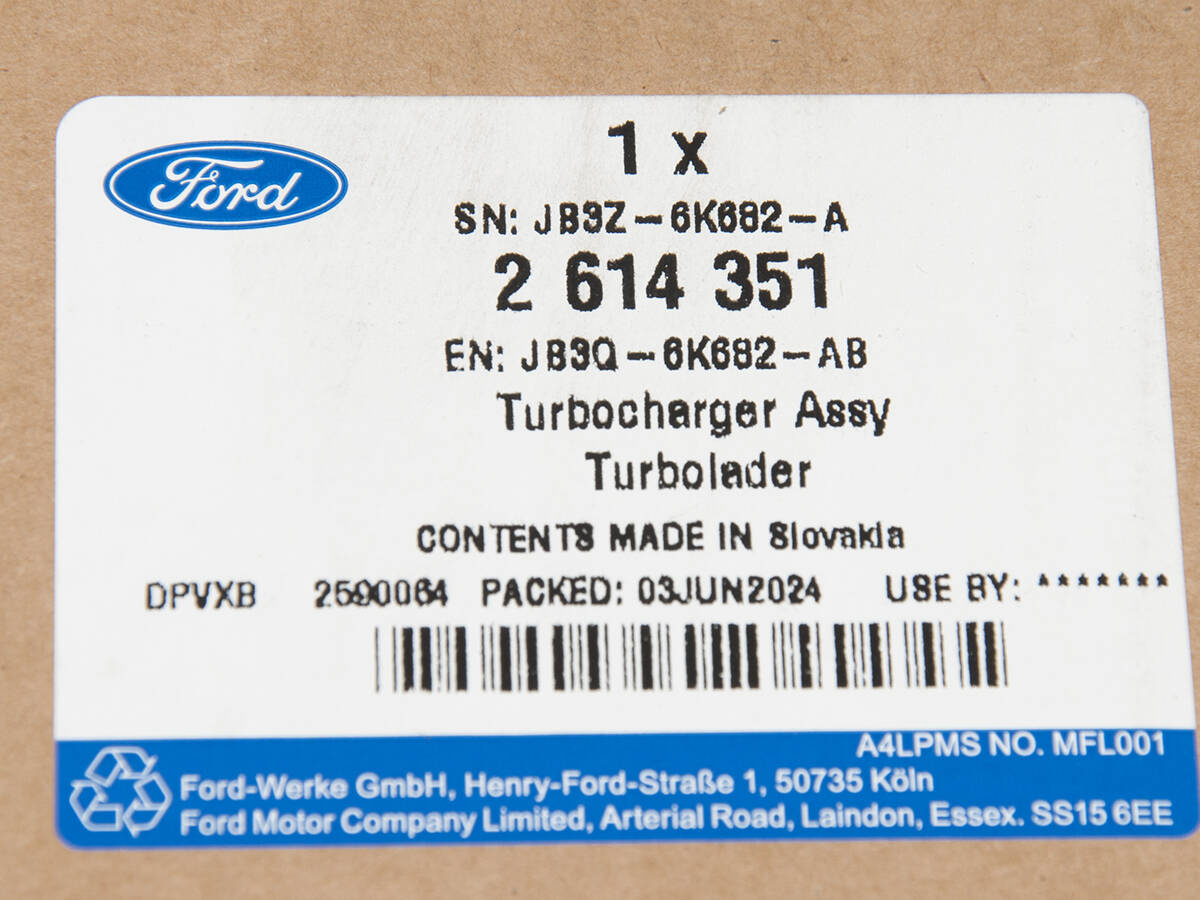 Ford
1 x
SN: JB3Z-6K682-A
2 614 351
EN: JB3Q-6K682-AB
Turbocharger Assy
Turbolader
CONTENTS MADE IN Slovakia
DPVXB 2590064 PACKED: 03JUN2024 USE BY: *******
A4LPMS NO. MFL001
Ford-Werke GmbH, Henry-Ford-Straße 1, 50735 Köln
Ford Motor Company Limited, Arterial Road, Laindon, Essex. SS15 6EE